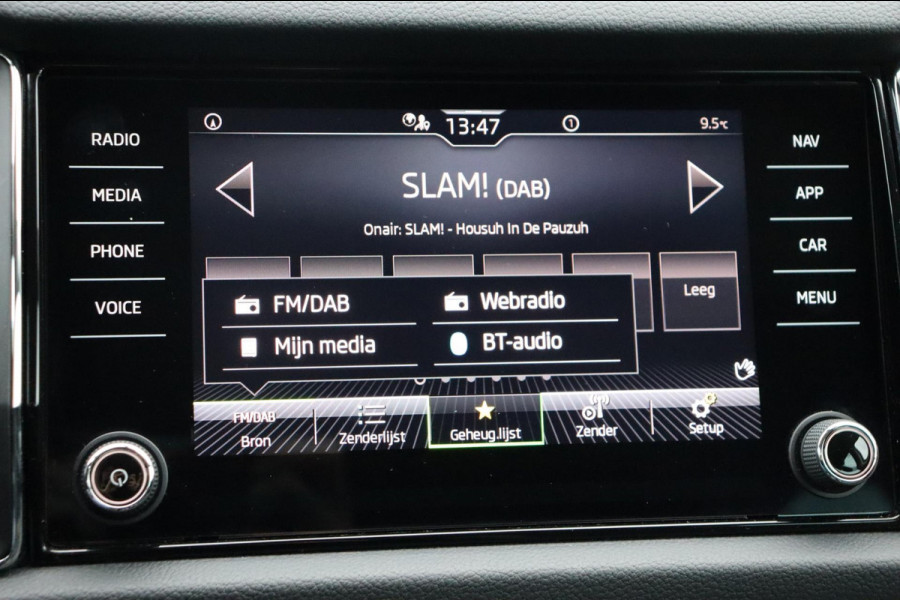 RADIO
MEDIA
PHONE
VOICE
13:47
1
9.5°C
SLAM! (DAB)
Onair: SLAM! - Housuh In De Pauzuh
Leeg
FM/DAB
Webradio
Mijn media
BT-audio
FM/DAB
Bron
Zenderlijst
Geheug.lijst
Zender
Setup
NAV
APP
CAR
MENU